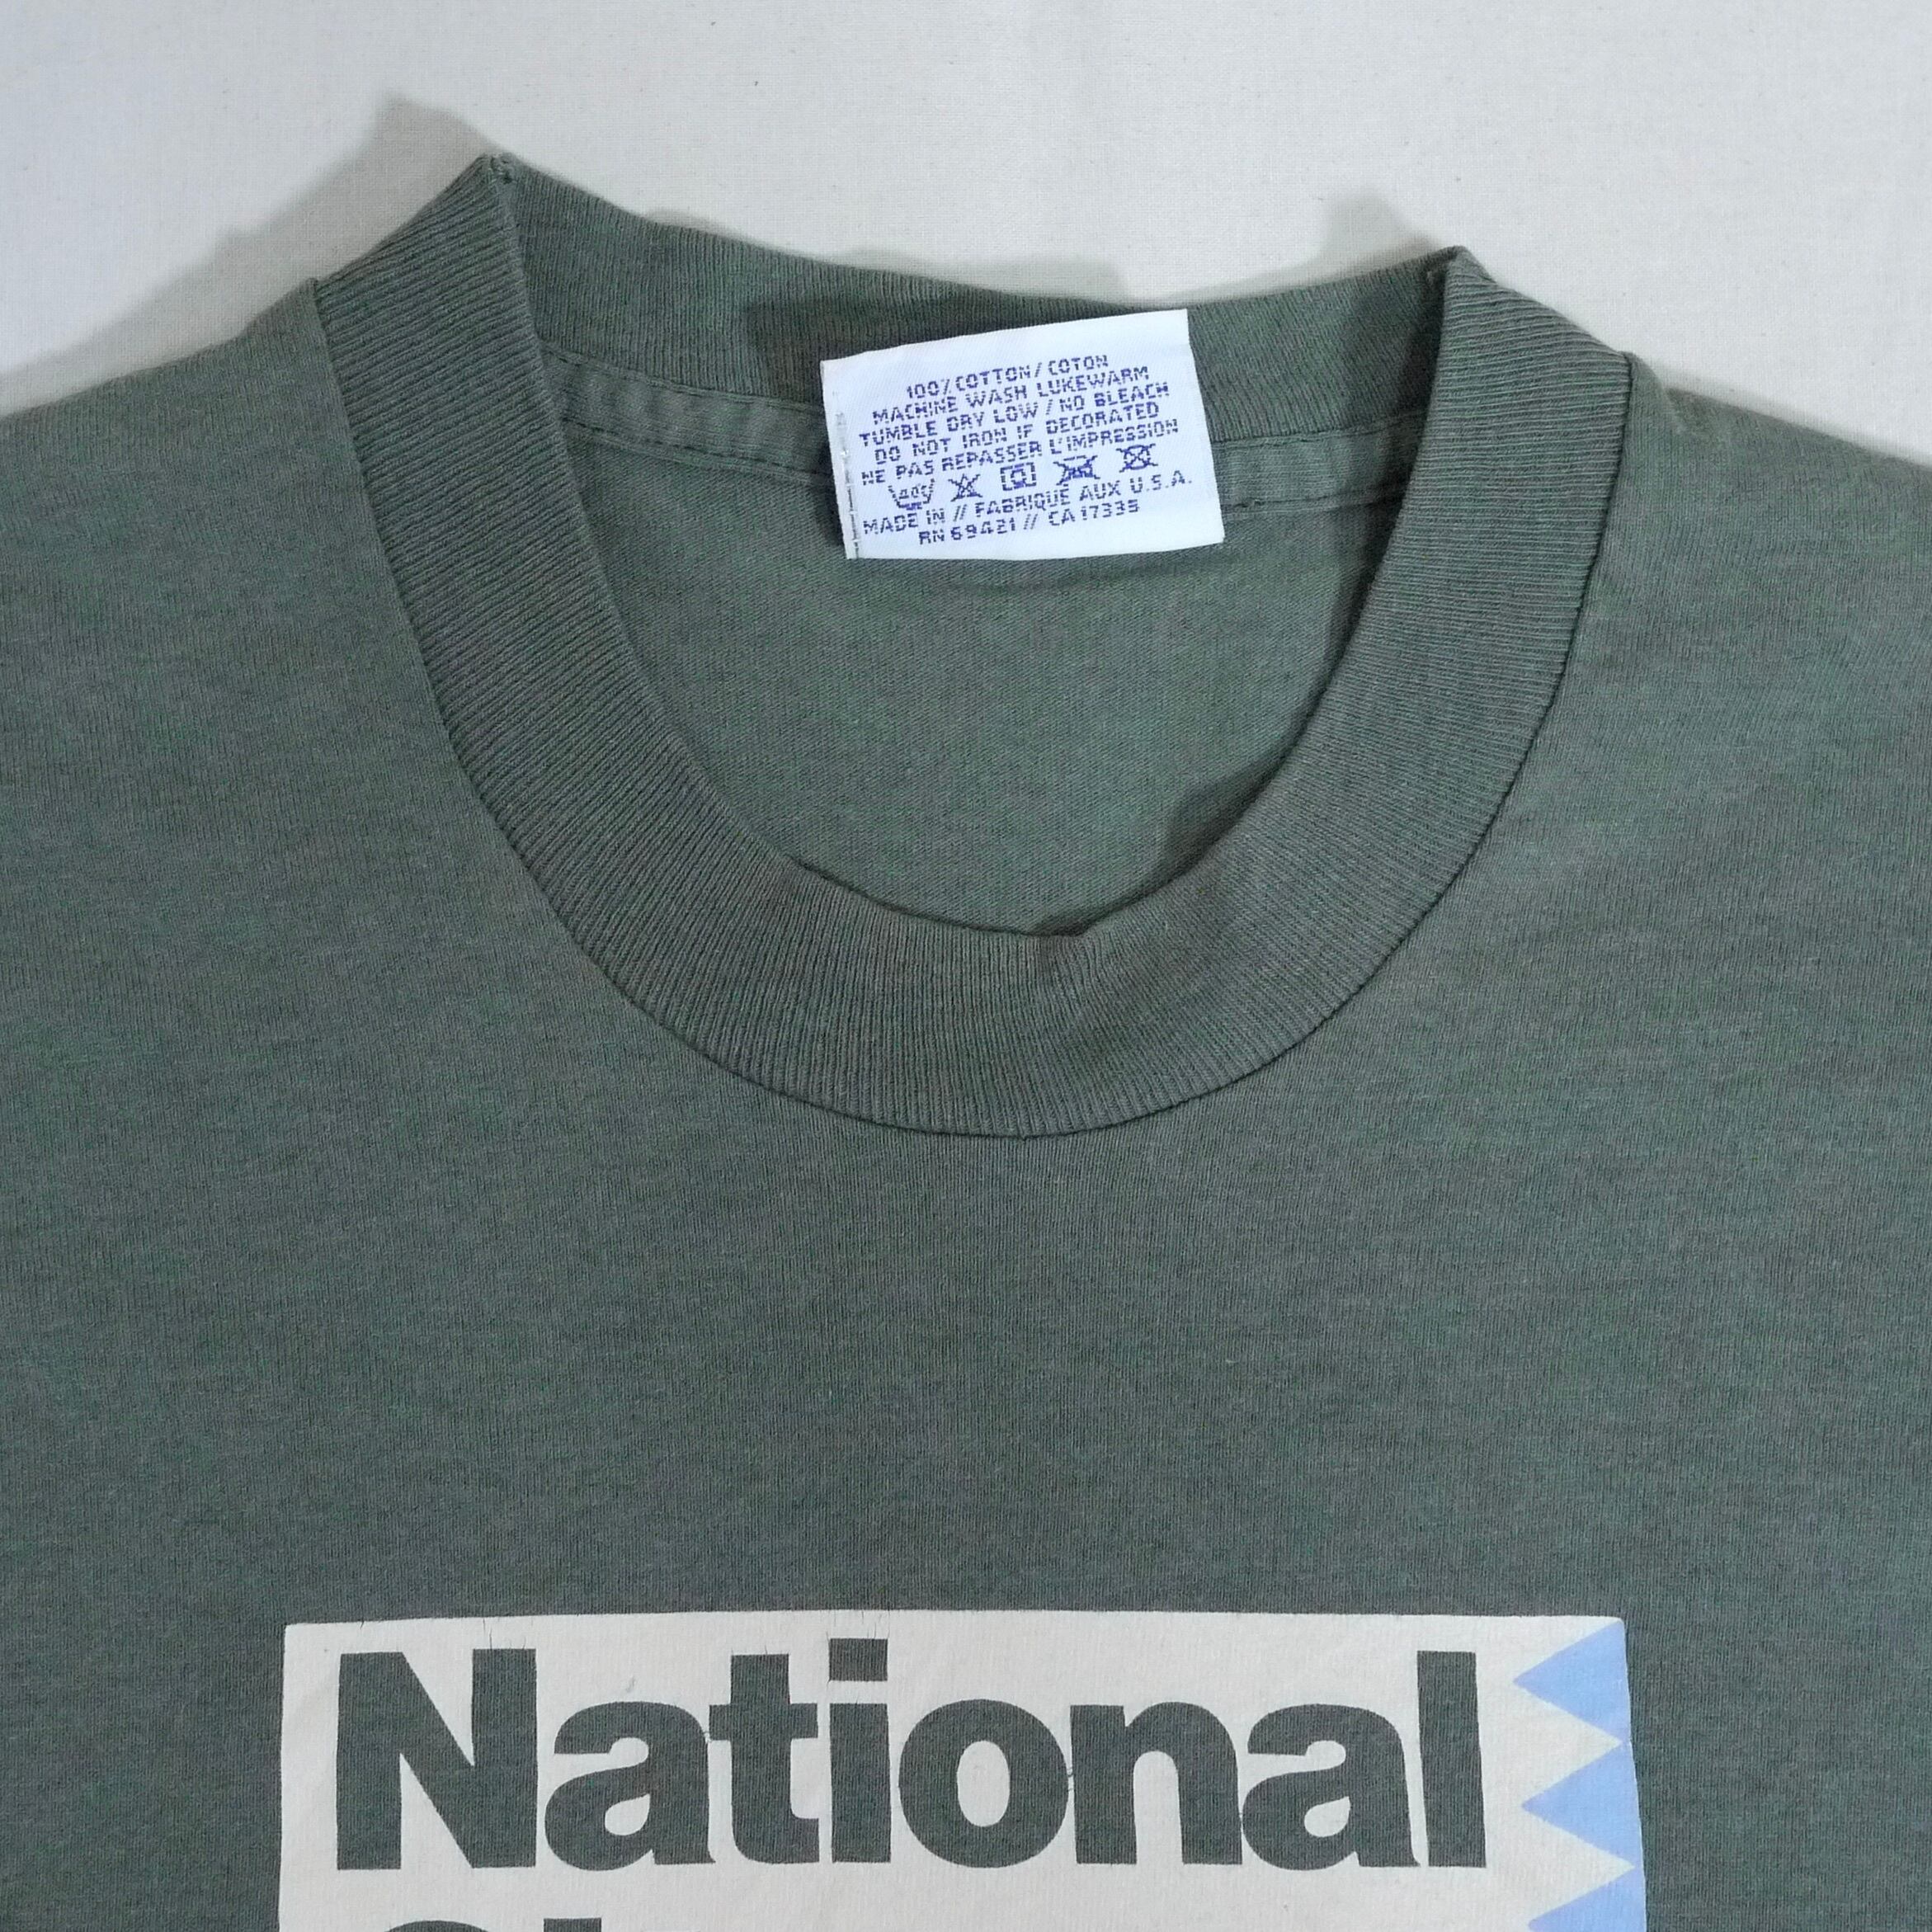 100% COTTON / COTON
MACHINE WASH LUKEWARM
TUMBLE DRY LOW / NO BLEACH
DO NOT IRON IF DECORATED
NE PAS REPASSER L'IMPRESSION
MADE IN // FABRIQUE AUX U.S.A.
RN 69421 // CA 17335
National